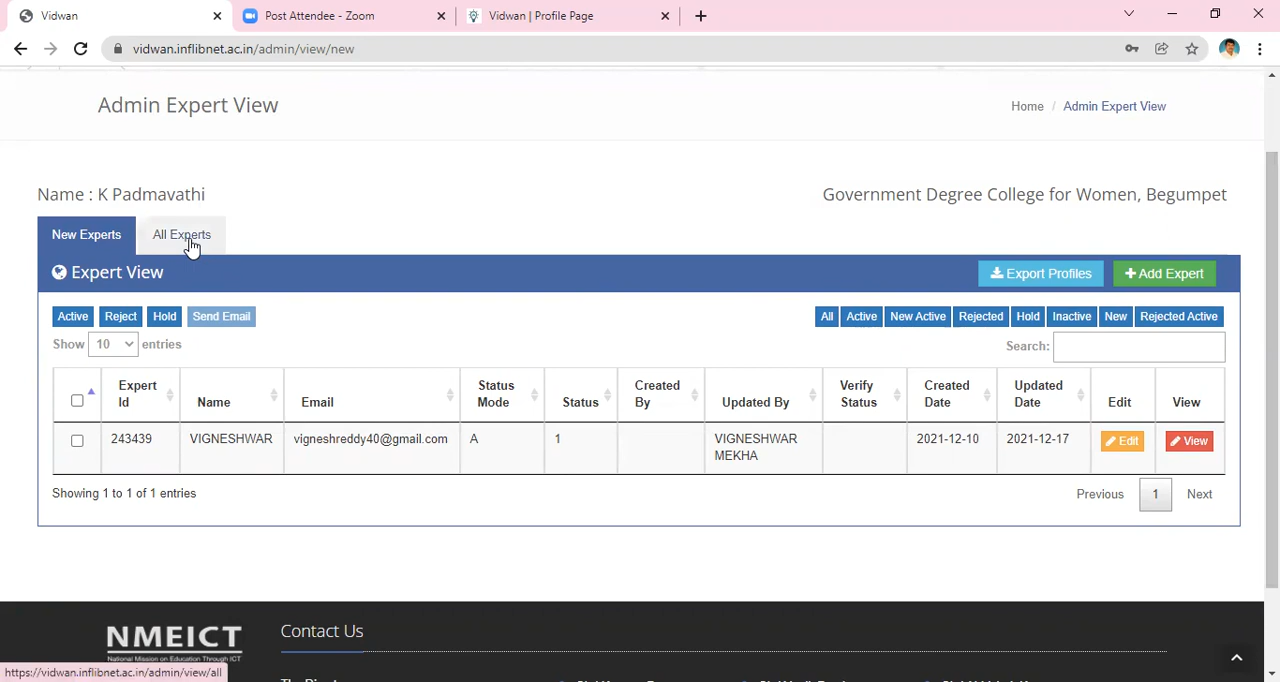 Vidwan
Post Attendee - Zoom
Vidwan | Profile Page
vidwan.inflibnet.ac.in/admin/view/new
Admin Expert View
Home / Admin Expert View
Name : K Padmavathi
Government Degree College for Women, Begumpet
New Experts
All Experts
Expert View
Export Profiles
Add Expert
Active Reject Hold Send Email
All Active New Active Rejected Hold Inactive New Rejected Active
Show 10 entries
Search:
Expert Id
Name
Email
Status Mode
Status
Created By
Updated By
Verify Status
Created Date
Updated Date
Edit
View
243439
VIGNESHWAR
vigneshreddy40@gmail.com
A
1
VIGNESHWAR
MEKHA
2021-12-10
2021-12-17
Edit
View
Showing 1 to 1 of 1 entries
Previous 1 Next
NMEICT
National Mission on Education Through ICT
Contact Us
https://vidwan.inflibnet.ac.in/admin/view/all